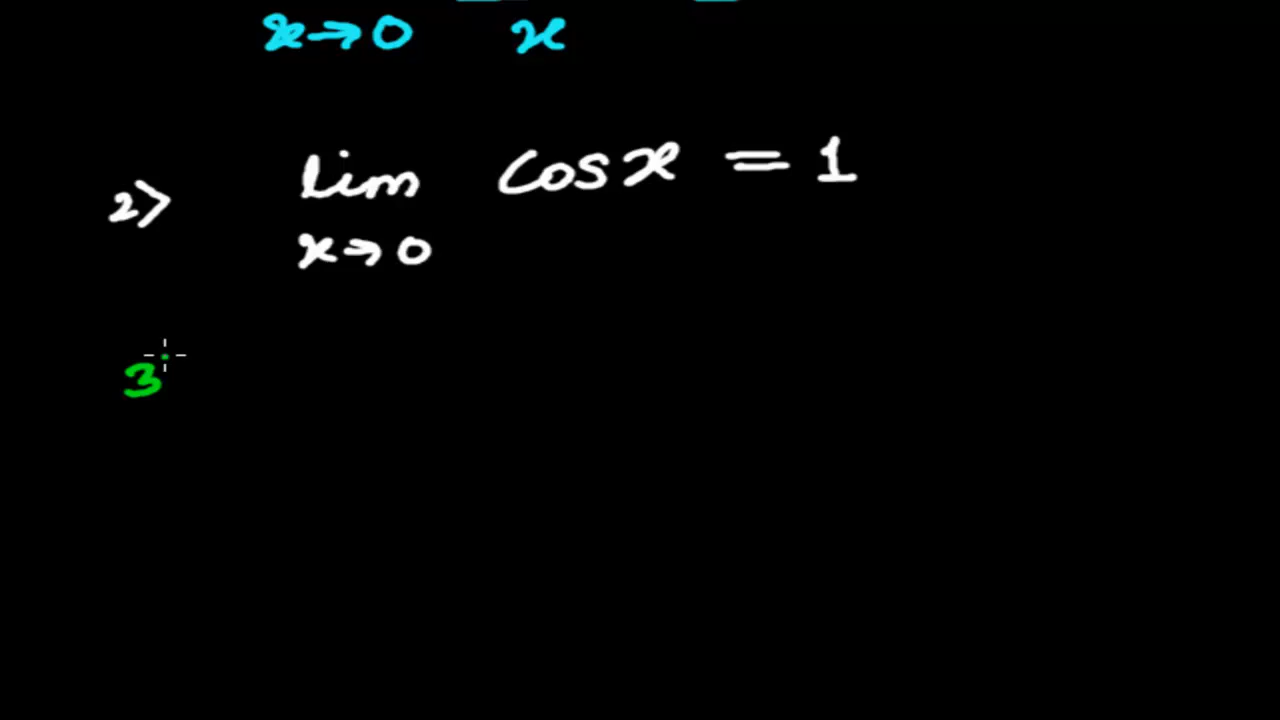 x→0 x
2> lim cos x = 1
x→0
3